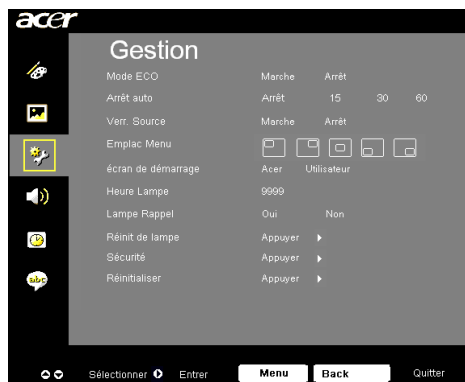 acer
Gestion
Mode ECO Marche Arrêt
Arrêt auto Arrêt 15 30 60
Verr. Source Marche Arrêt
Emplac Menu
écran de démarrage Acer Utilisateur
Heure Lampe 9999
Lampe Rappel Oui Non
Réinit de lampe Appuyer
Sécurité Appuyer
Réinitialiser Appuyer
abc
Sélectionner Entrer Menu Back Quitter